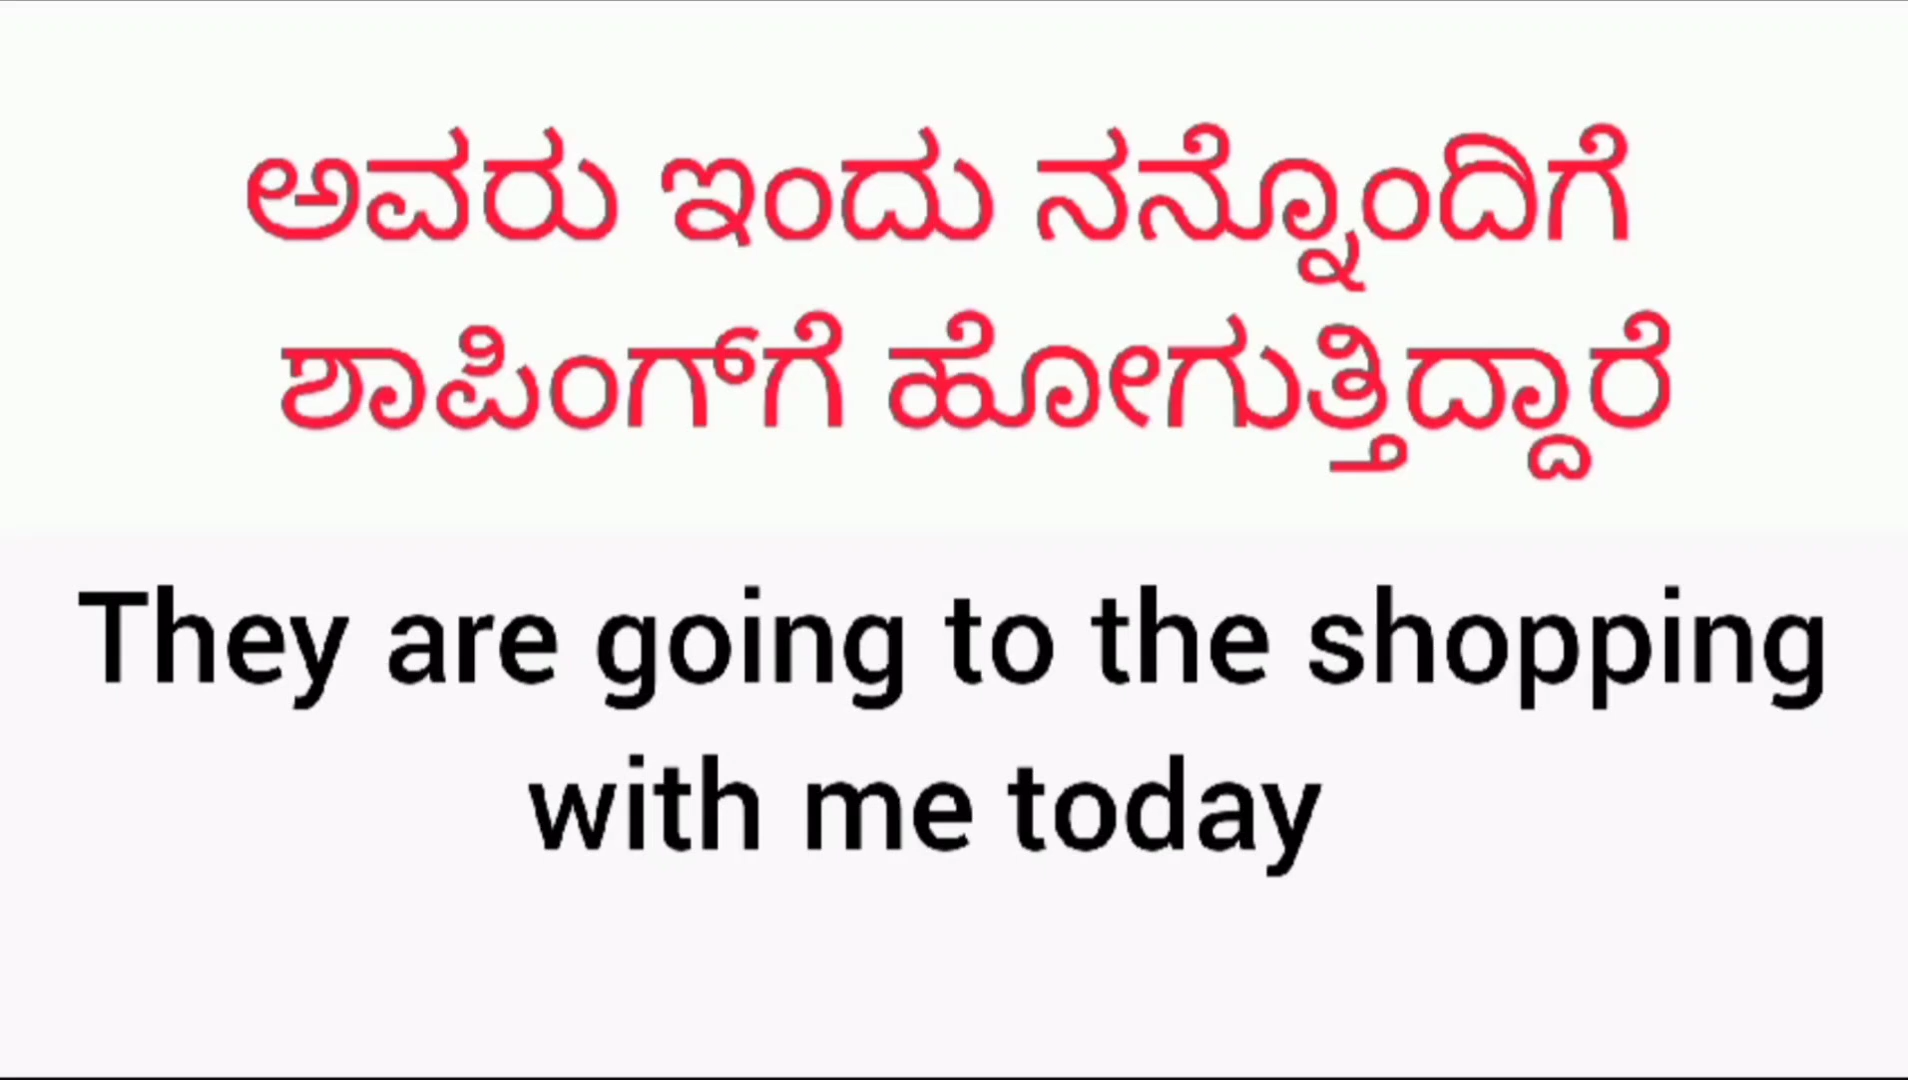 ಅವರು ಇಂದು ನನ್ನೊಂದಿಗೆ
ಶಾಪಿಂಗ್‌ಗೆ ಹೋಗುತ್ತಿದ್ದಾರೆ
They are going to the shopping
with me today